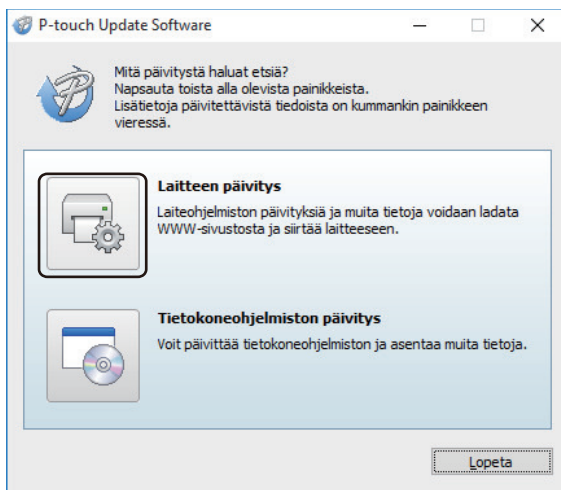 P-touch Update Software
Mitä päivitystä haluat etsiä?
Napsauta toista alla olevista painikkeista.
Lisätietoja päivitettävistä tiedoista on kummankin painikkeen
vieressä.
Laitteen päivitys
Laiteohjelmiston päivityksiä ja muita tietoja voidaan ladata
WWW-sivustosta ja siirtää laitteeseen.
Tietokoneohjelmiston päivitys
Voit päivittää tietokoneohjelmiston ja asentaa muita tietoja.
Lopeta